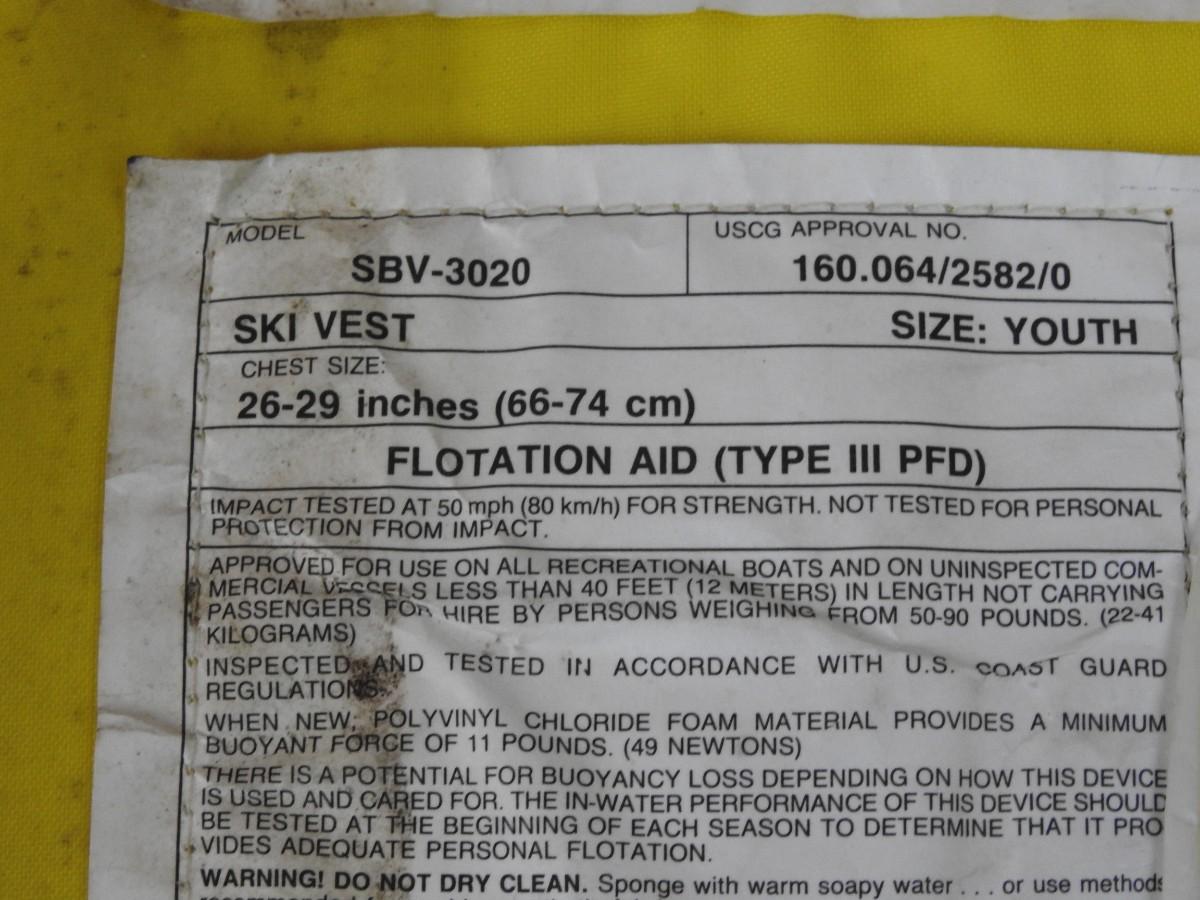 MODEL
SBV-3020
USCG APPROVAL NO.
160.064/2582/0
SKI VEST SIZE: YOUTH
CHEST SIZE:
26-29 inches (66-74 cm)
FLOTATION AID (TYPE III PFD)
IMPACT TESTED AT 50 mph (80 km/h) FOR STRENGTH. NOT TESTED FOR PERSONAL
PROTECTION FROM IMPACT.
APPROVED FOR USE ON ALL RECREATIONAL BOATS AND ON UNINSPECTED COM-
MERCIAL VESSELS LESS THAN 40 FEET (12 METERS) IN LENGTH NOT CARRYING
PASSENGERS FOR HIRE BY PERSONS WEIGHING FROM 50-90 POUNDS. (22-41
KILOGRAMS)
INSPECTED AND TESTED IN ACCORDANCE WITH U.S. COAST GUARD
REGULATIONS.
WHEN NEW, POLYVINYL CHLORIDE FOAM MATERIAL PROVIDES A MINIMUM
BUOYANT FORCE OF 11 POUNDS. (49 NEWTONS)
THERE IS A POTENTIAL FOR BUOYANCY LOSS DEPENDING ON HOW THIS DEVICE
IS USED AND CARED FOR. THE IN-WATER PERFORMANCE OF THIS DEVICE SHOULD
BE TESTED AT THE BEGINNING OF EACH SEASON TO DETERMINE THAT IT PRO
VIDES ADEQUATE PERSONAL FLOTATION.
WARNING! DO NOT DRY CLEAN. Sponge with warm soapy water . . . or use methods